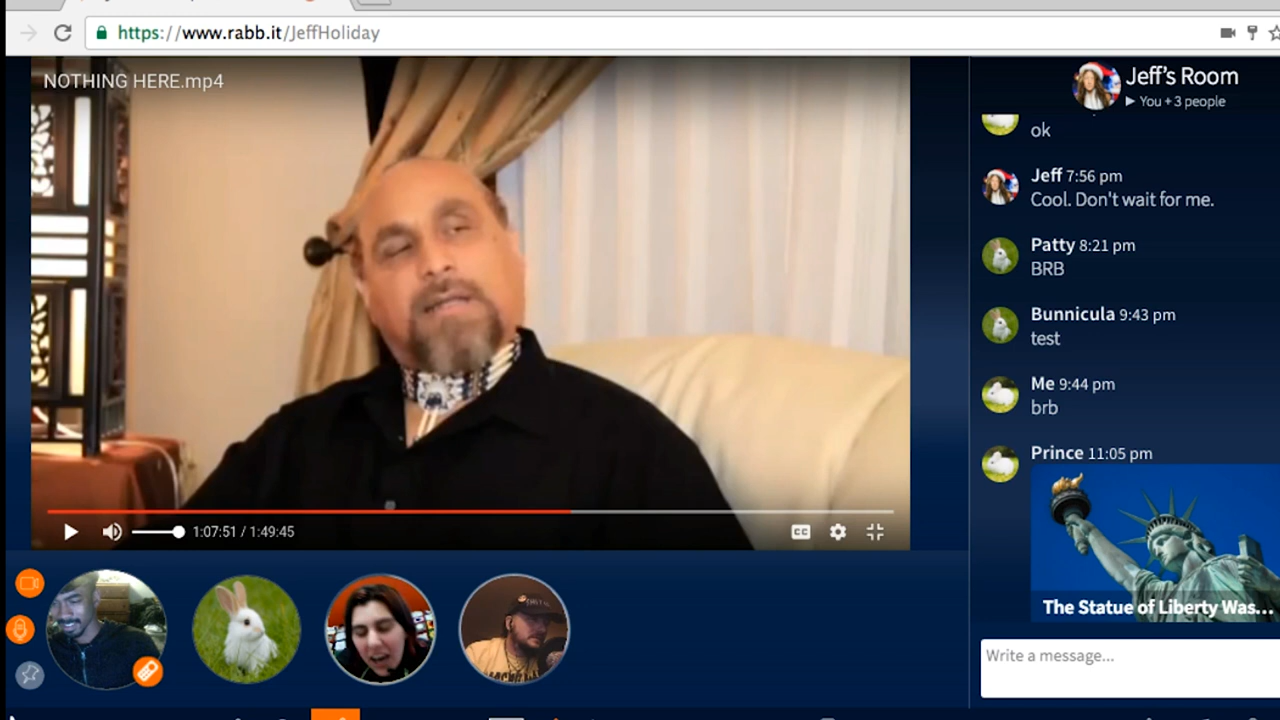 https://www.rabb.it/JeffHoliday
NOTHING HERE.mp4
1:07:51 / 1:49:45
CC
Jeff's Room
You + 3 people
ok
Jeff 7:56 pm
Cool. Don't wait for me.
Patty 8:21 pm
BRB
Bunnicula 9:43 pm
test
Me 9:44 pm
brb
Prince 11:05 pm
The Statue of Liberty Was...
Write a message...